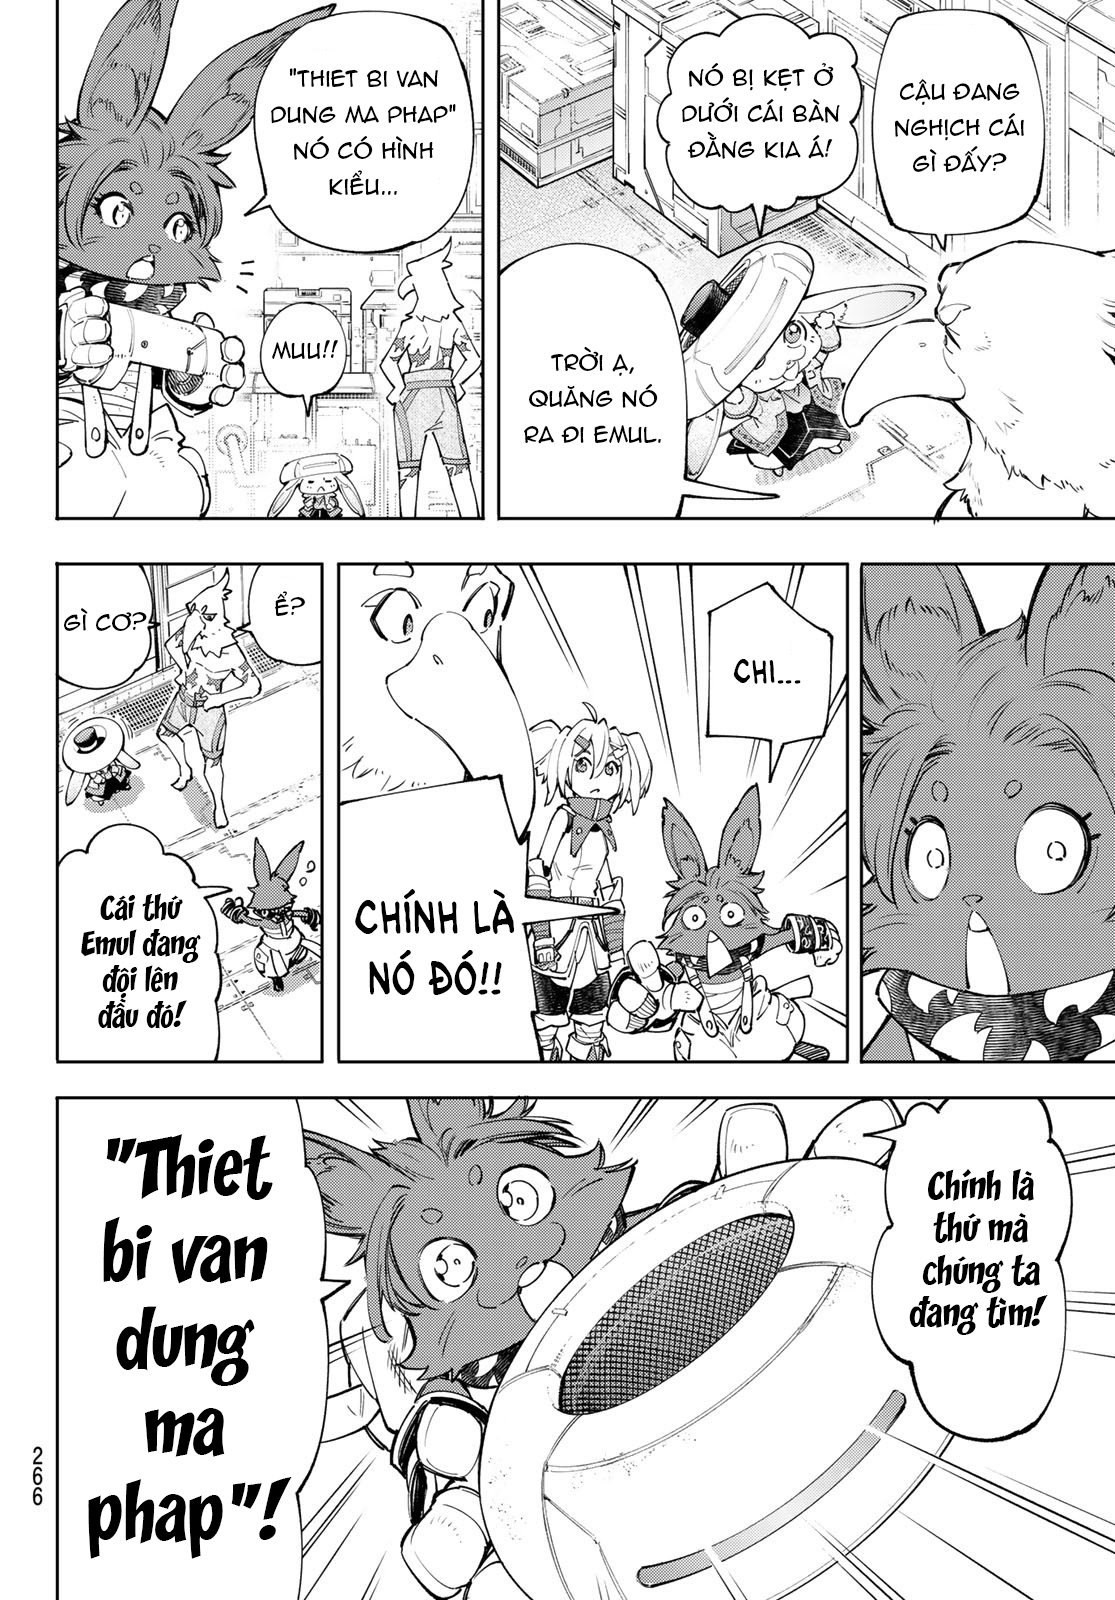 CẬU ĐANG
NGHỊCH CÁI
GÌ ĐẤY?
NÓ BỊ KẸT Ở
DƯỚI CÁI BÀN
ĐẰNG KIA Á!
TRỜI Ạ,
QUĂNG NÓ
RA ĐI EMUL.
"THIET BI VAN
DUNG MA PHAP"
NÓ CÓ HÌNH
KIỂU...
MUU!!
CHI...
CHÍNH LÀ
NÓ ĐÓ!!
Ể?
GÌ CƠ?
Cái thứ
Emul đang
đội lên
đầu đó!
Chính là
thứ mà
chúng ta
đang tìm!
"Thiet
bi van
dung
ma
phap"!
266